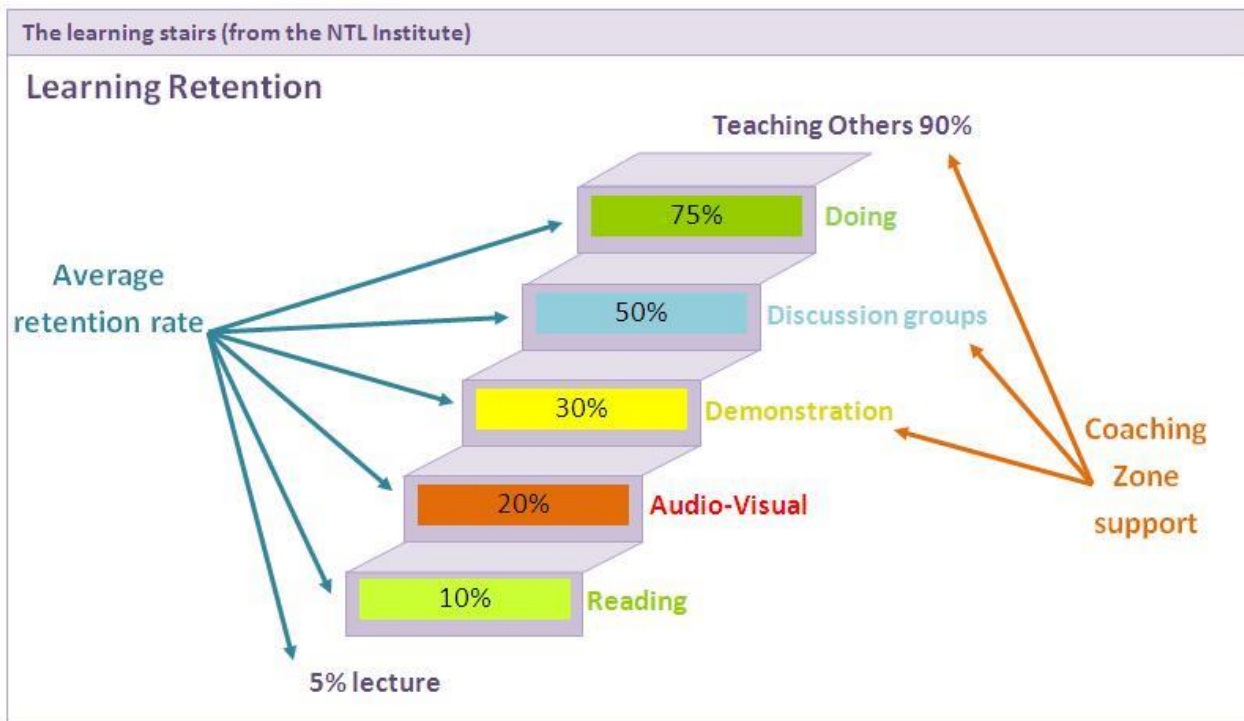 The learning stairs (from the NTL Institute)
Learning Retention
Teaching Others 90%
75%
Doing
Average
retention rate
50%
Discussion groups
30%
Demonstration
Coaching
Zone
support
20%
Audio-Visual
10%
Reading
5% lecture